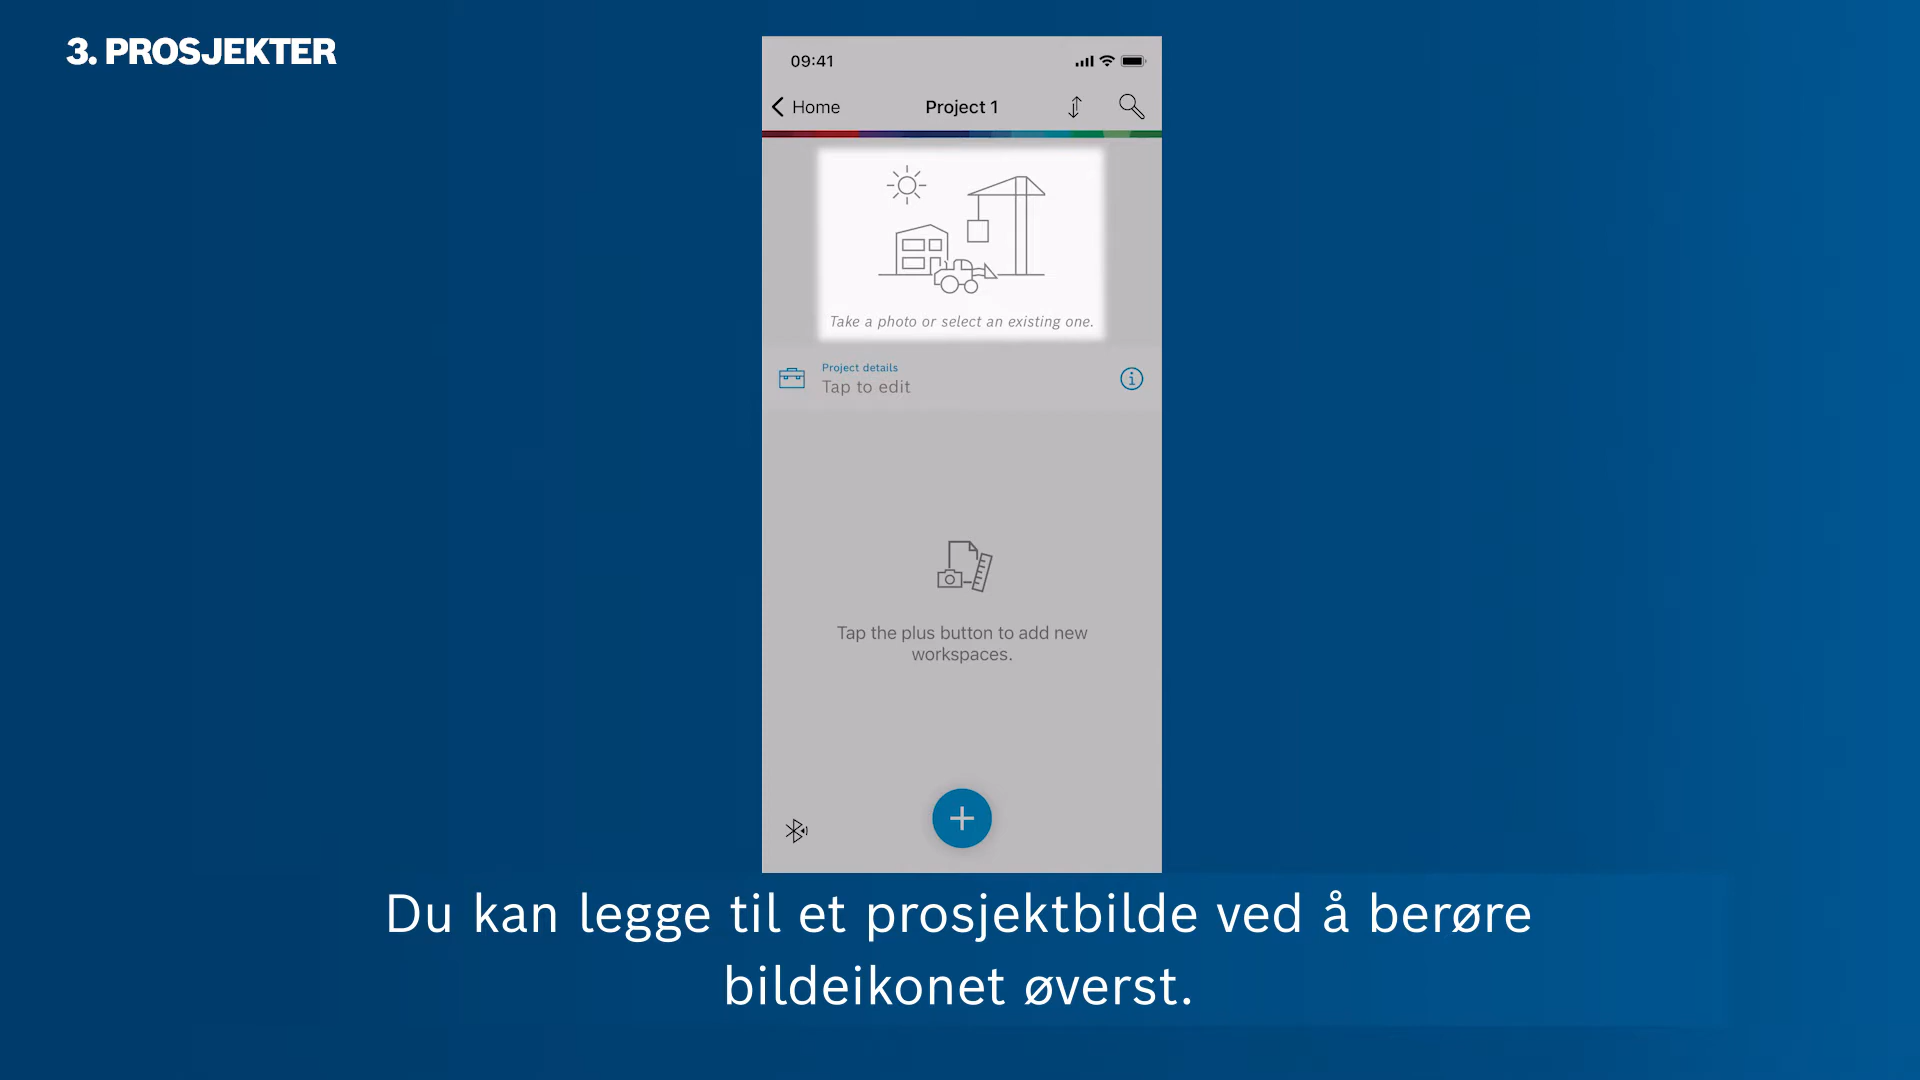 3. PROSJEKTER
09:41
Home
Project 1
Take a photo or select an existing one.
Project details
Tap to edit
Tap the plus button to add new
workspaces.
Du kan legge til et prosjektbilde ved å berøre
bildeikonet øverst.